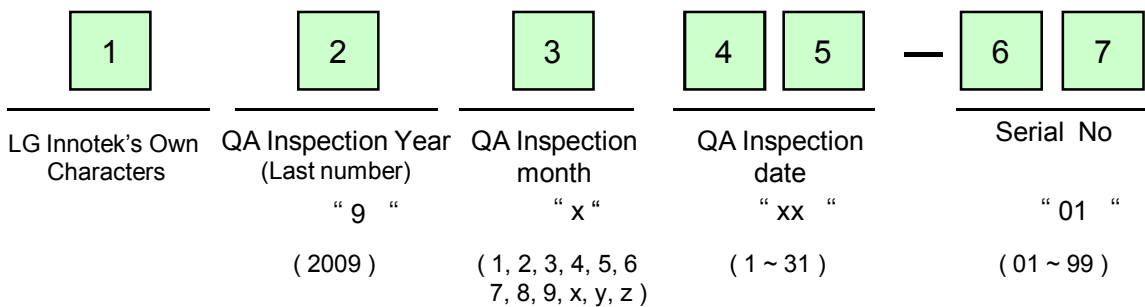 1 2 3 4 5 — 6 7
LG Innotek's Own
Characters
QA Inspection Year
(Last number)
" 9 "
( 2009 )
QA Inspection
month
" x "
( 1, 2, 3, 4, 5, 6
7, 8, 9, x, y, z )
QA Inspection
date
" xx "
( 1 ~ 31 )
Serial No
" 01 "
( 01 ~ 99 )